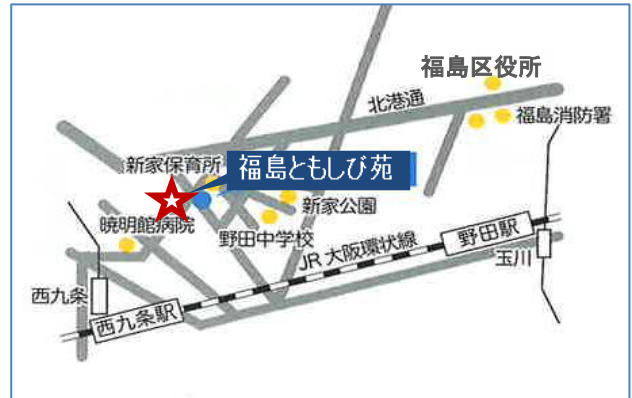 福島区役所
北港通
福島消防署
新家保育所
福島ともしび苑
新家公園
暁明館病院
野田中学校
JR大阪環状線
野田駅
玉川
西九条
西九条駅